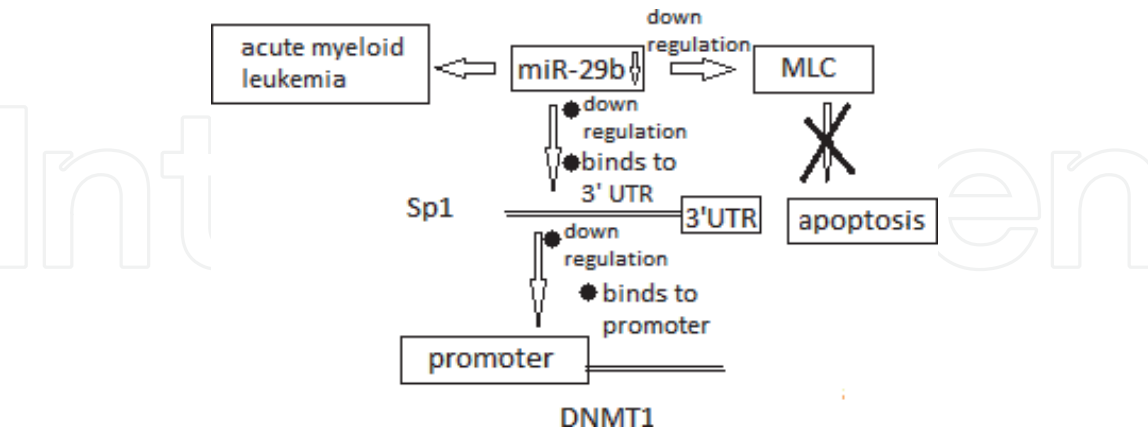 down
regulation
acute myeloid
leukemia
miR-29b
MLC
down
regulation
binds to
3' UTR
Sp1
3'UTR
apoptosis
down
regulation
binds to
promoter
promoter
DNMT1